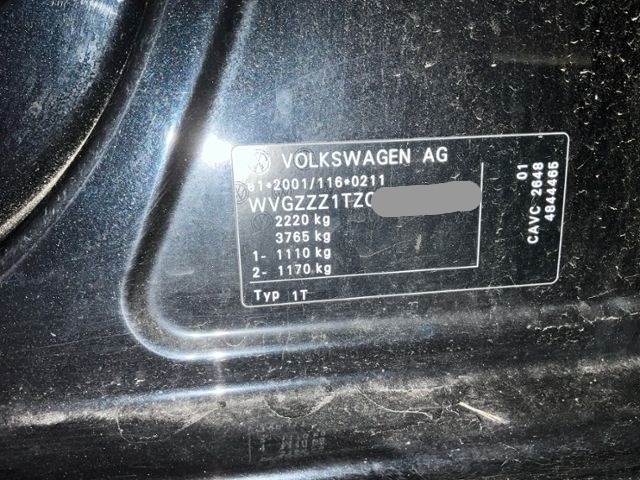 VOLKSWAGEN AG
e1*2001/116*0211
WVGZZZ1TZ
2220 kg
3765 kg
1- 1110 kg
2- 1170 kg
Typ 1T
01
CAVC 2648
4844465